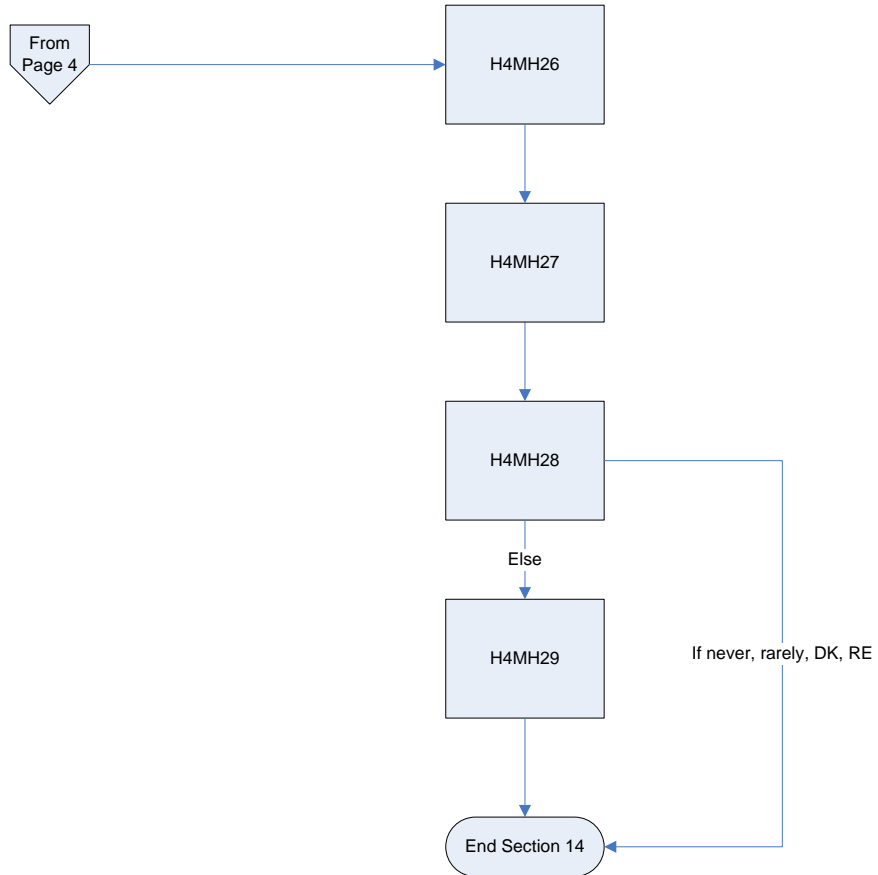 From
Page 4
H4MH26
H4MH27
H4MH28
Else
H4MH29
If never, rarely, DK, RE
End Section 14